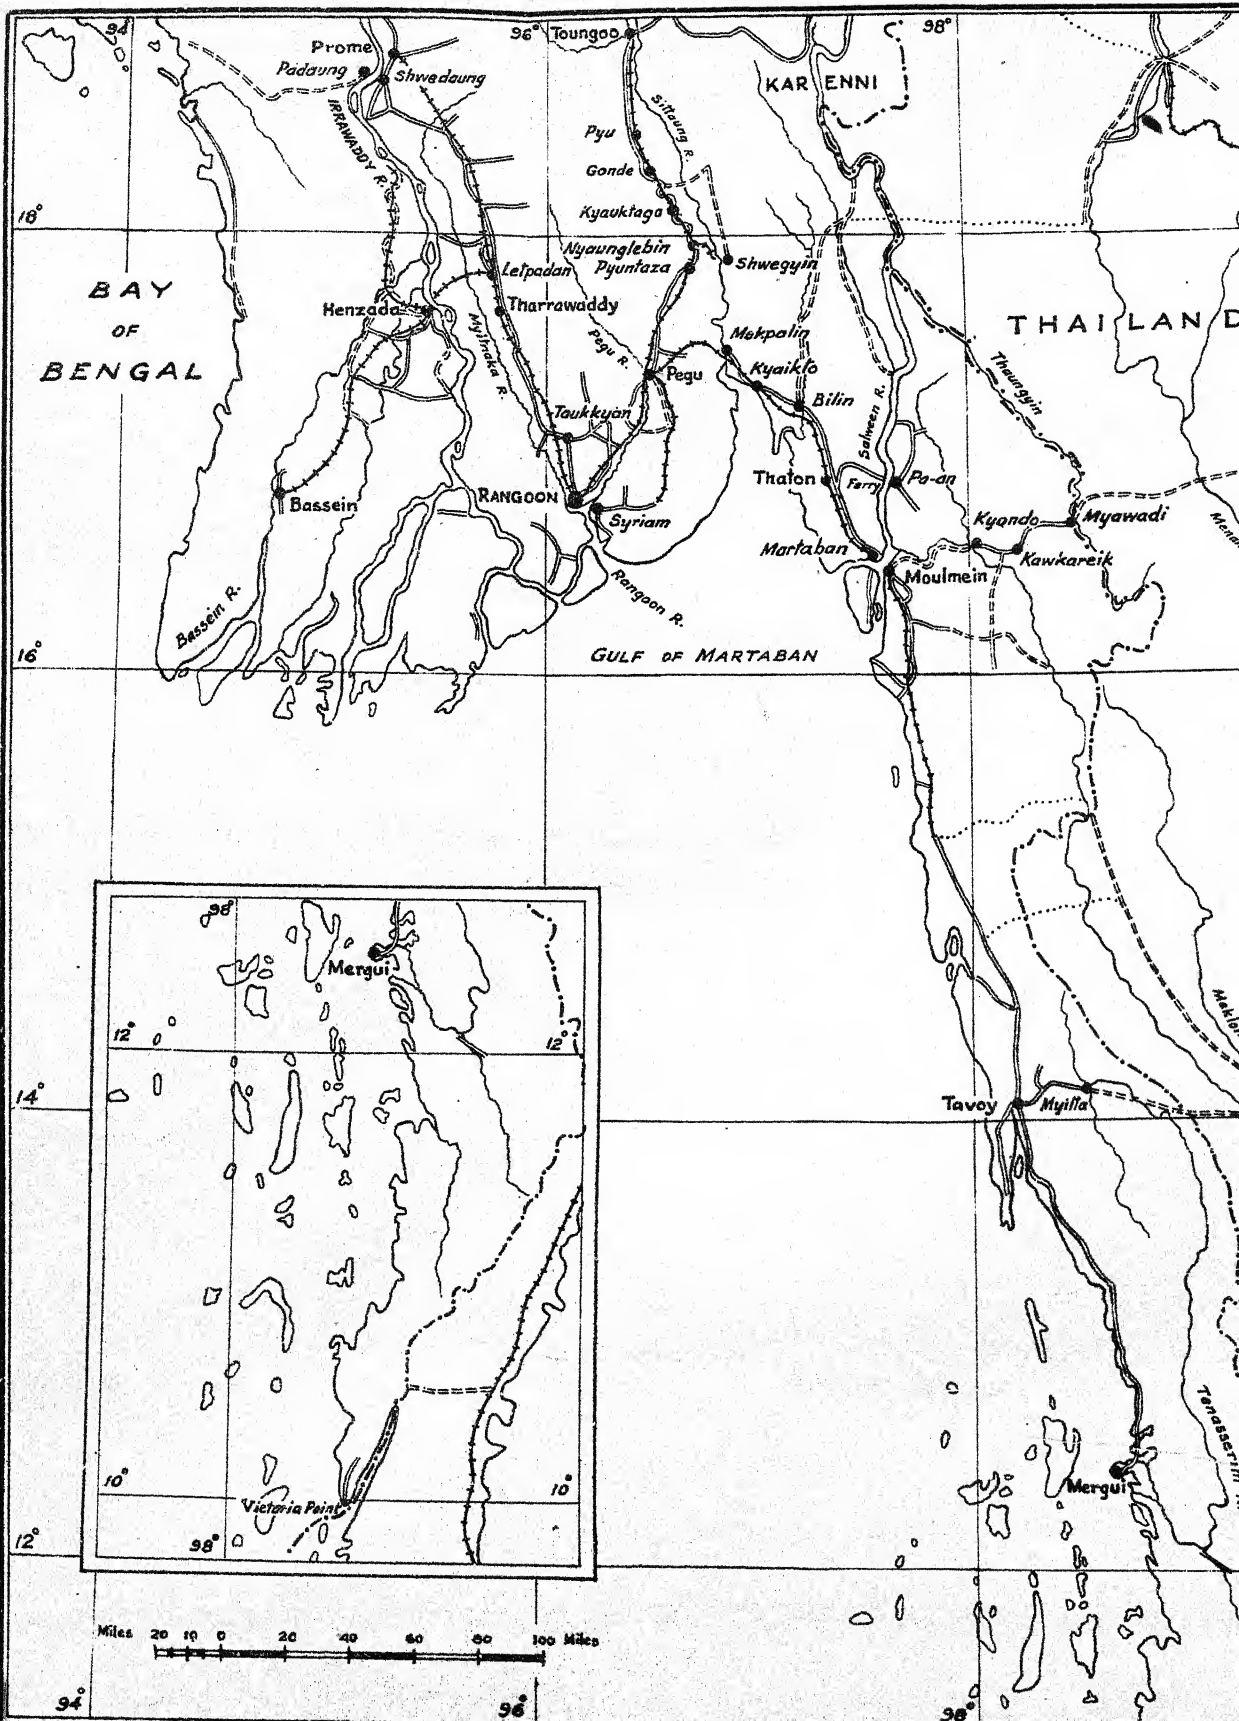 94°
96°
Toungoo
98°
Prome
Padaung
Shwedaung
KARENNI
IRRAWADDY R.
Sittaung R.
Pyu
Gonde
Kyauktaga
18°
Nyaunglebin
Pyuntaza
Shwegyin
Letpadan
BAY
OF
BENGAL
Henzada
Tharrawaddy
THAILAND
Myitnaka R.
Pegu R.
Mokpalin
Thaungyin
Pegu
Kyaikto
Bilin
Taukkyan
Salween R.
Thaton
Ferry
Pa-an
Bassein
RANGOON
Syriam
Kyondo
Myawadi
Martaban
Kawkareik
Moulmein
Bassein R.
Rangoon R.
16°
GULF OF MARTABAN
98°
Mergui
12°
12°
14°
Tavoy
Myitta
Tenasserim
Mergui
10°
10°
Victoria Point
98°
12°
Miles 20 10 0 20 40 60 80 100 Miles
94°
96°
98°